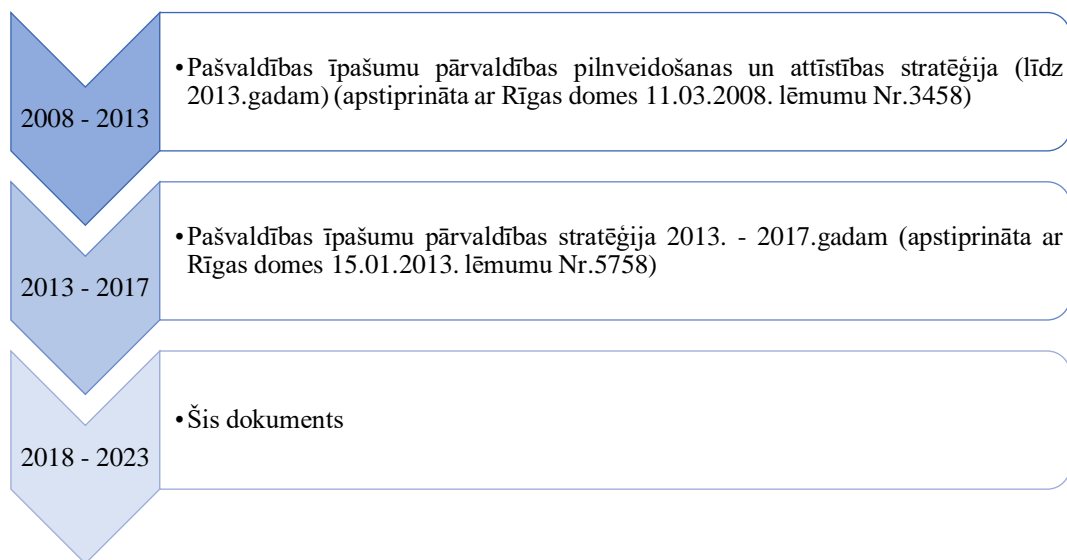 2008 - 2013
•Pašvaldības īpašumu pārvaldības pilnveidošanas un attīstības stratēģija (līdz
2013.gadam) (apstiprināta ar Rīgas domes 11.03.2008. lēmumu Nr.3458)
2013 - 2017
•Pašvaldības īpašumu pārvaldības stratēģija 2013. - 2017.gadam (apstiprināta ar
Rīgas domes 15.01.2013. lēmumu Nr.5758)
2018 - 2023
•Šis dokuments